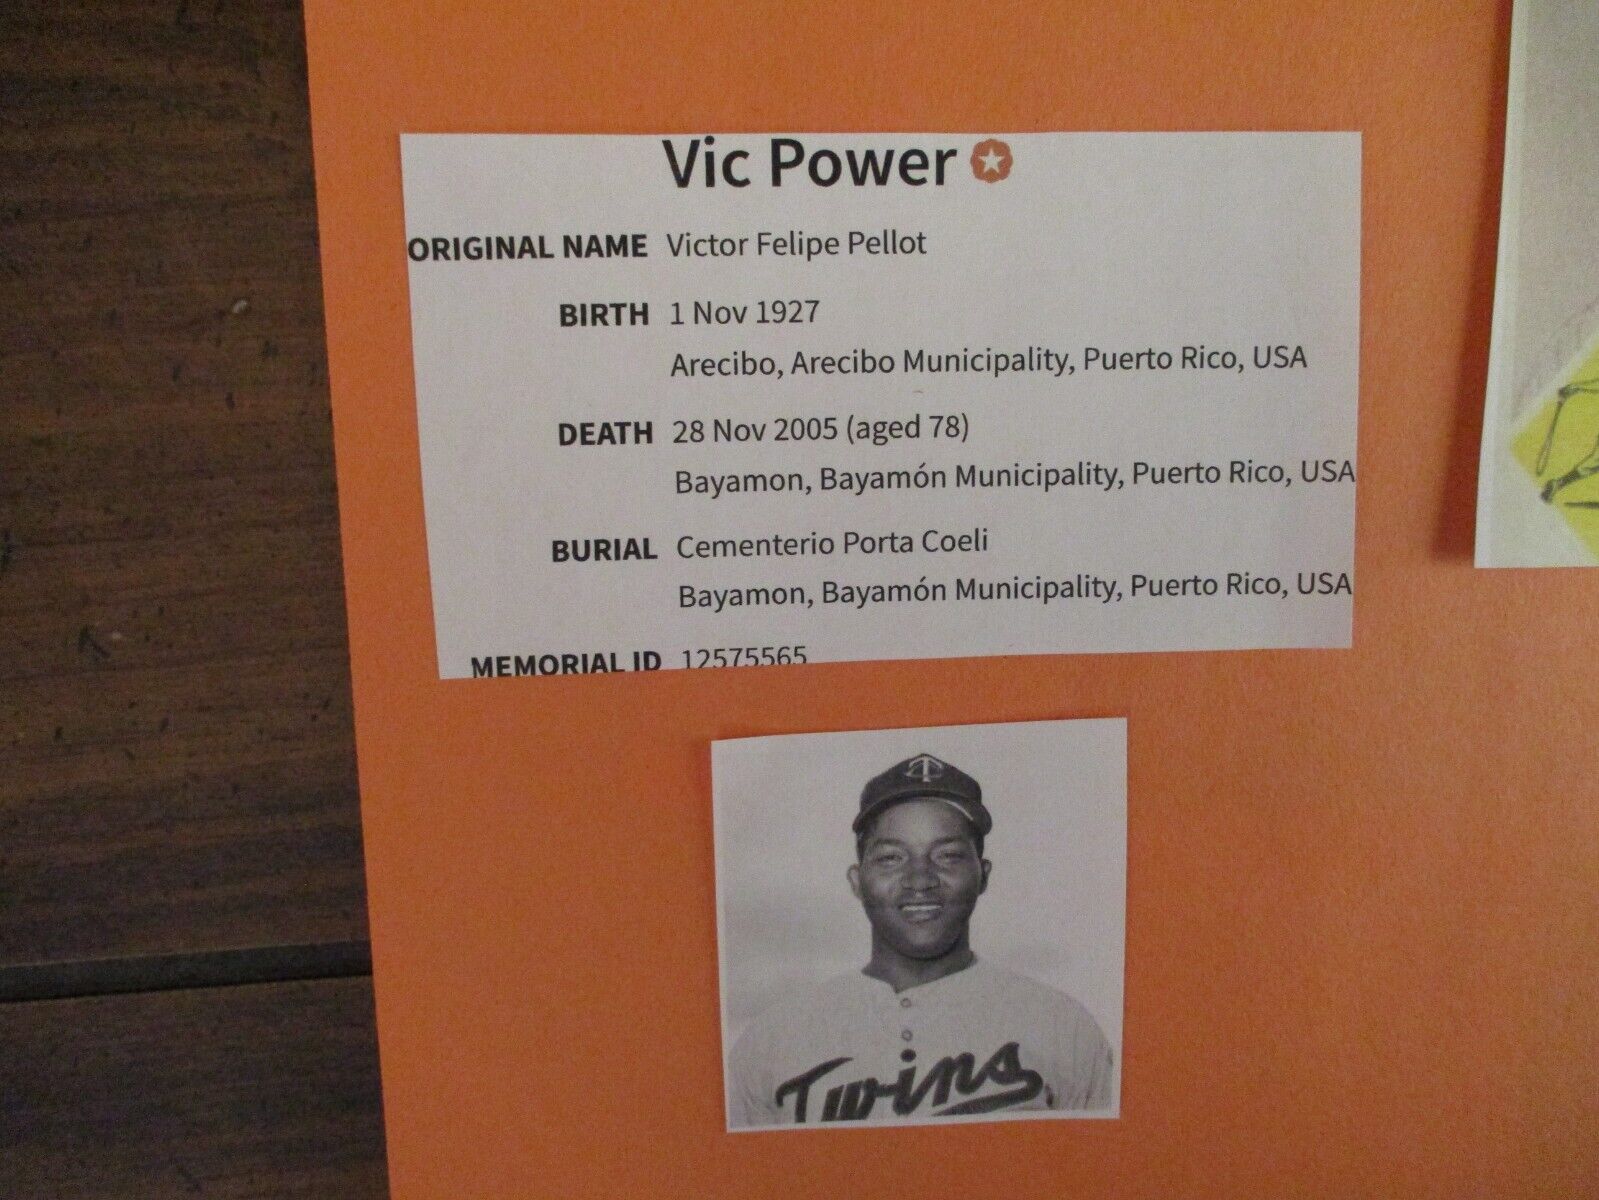 Vic Power
ORIGINAL NAME Victor Felipe Pellot
BIRTH 1 Nov 1927
Arecibo, Arecibo Municipality, Puerto Rico, USA
DEATH 28 Nov 2005 (aged 78)
Bayamon, Bayamón Municipality, Puerto Rico, USA
BURIAL Cementerio Porta Coeli
Bayamon, Bayamón Municipality, Puerto Rico, USA
MEMORIAL ID 12575565
TC
Twins